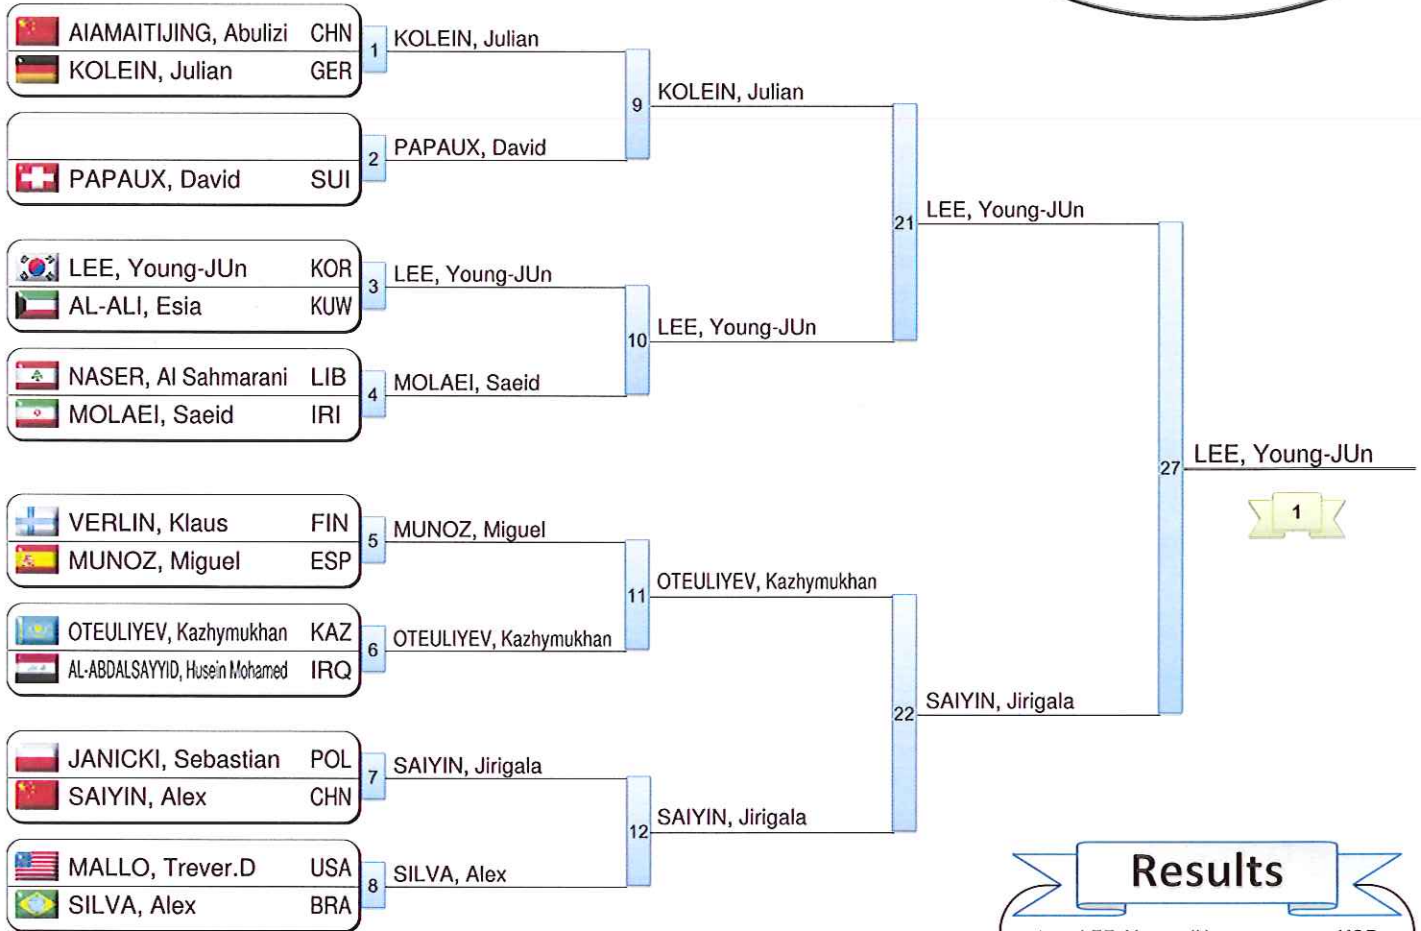 AIAMAITIJING, Abulizi CHN
KOLEIN, Julian GER
1
KOLEIN, Julian
PAPAUX, David SUI
2
PAPAUX, David
9
KOLEIN, Julian
LEE, Young-JUn KOR
AL-ALI, Esia KUW
3
LEE, Young-JUn
NASER, Al Sahmarani LIB
MOLAEI, Saeid IRI
4
MOLAEI, Saeid
10
LEE, Young-JUn
21
LEE, Young-JUn
VERLIN, Klaus FIN
MUNOZ, Miguel ESP
5
MUNOZ, Miguel
OTEULIYEV, Kazhymukhan KAZ
AL-ABDALSAYYID, Husein Mohamed IRQ
6
OTEULIYEV, Kazhymukhan
11
OTEULIYEV, Kazhymukhan
JANICKI, Sebastian POL
SAIYIN, Alex CHN
7
SAIYIN, Jirigala
MALLO, Trever.D USA
SILVA, Alex BRA
8
SILVA, Alex
12
SAIYIN, Jirigala
22
SAIYIN, Jirigala
27
LEE, Young-JUn
1
Results